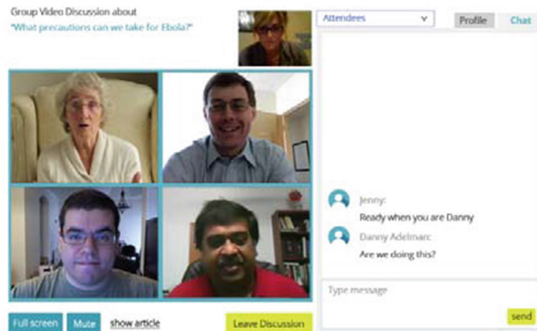 Group Video Discussion about
"What precautions can we take for Ebola?"
Attendees
Profile
Chat
Jenny:
Ready when you are Danny
Danny Adelman:
Are we doing this?
Type message
send
Full screen
Mute
show article
Leave Discussion